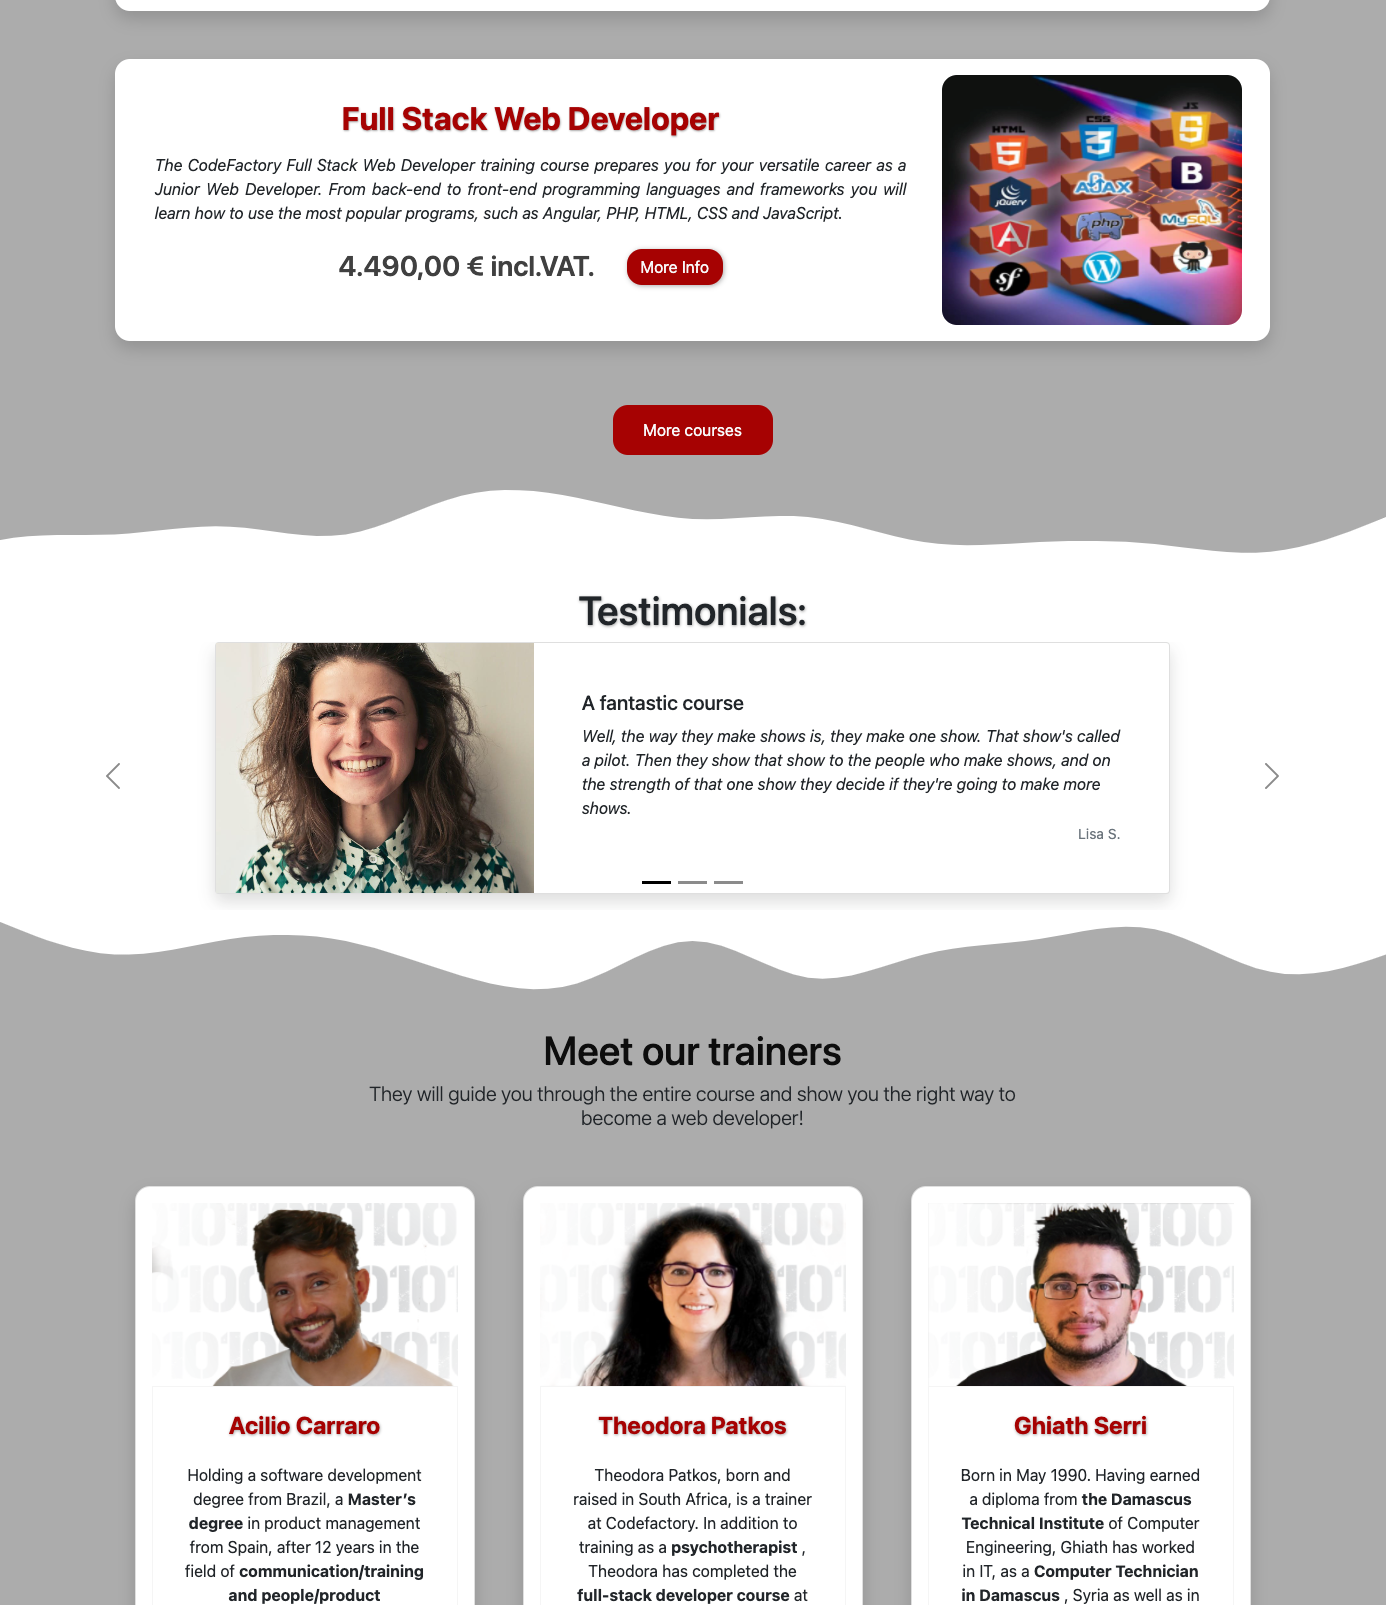 Full Stack Web Developer
The CodeFactory Full Stack Web Developer training course prepares you for your versatile career as a
Junior Web Developer. From back-end to front-end programming languages and frameworks you will
learn how to use the most popular programs, such as Angular, PHP, HTML, CSS and JavaScript.
4.490,00 € incl.VAT.
More Info
HTML
5
CSS
3
JS
5
jQuery
AJAX
B
A
php
MySQL
sf
W
More courses
Testimonials:
A fantastic course
Well, the way they make shows is, they make one show. That show's called
a pilot. Then they show that show to the people who make shows, and on
the strength of that one show they decide if they're going to make more
shows.
Lisa S.
Meet our trainers
They will guide you through the entire course and show you the right way to
become a web developer!
Acilio Carraro
Holding a software development
degree from Brazil, a Master’s
degree in product management
from Spain, after 12 years in the
field of communication/training
and people/product
Theodora Patkos
Theodora Patkos, born and
raised in South Africa, is a trainer
at Codefactory. In addition to
training as a psychotherapist ,
Theodora has completed the
full-stack developer course at
Ghiath Serri
Born in May 1990. Having earned
a diploma from the Damascus
Technical Institute of Computer
Engineering, Ghiath has worked
in IT, as a Computer Technician
in Damascus , Syria as well as in